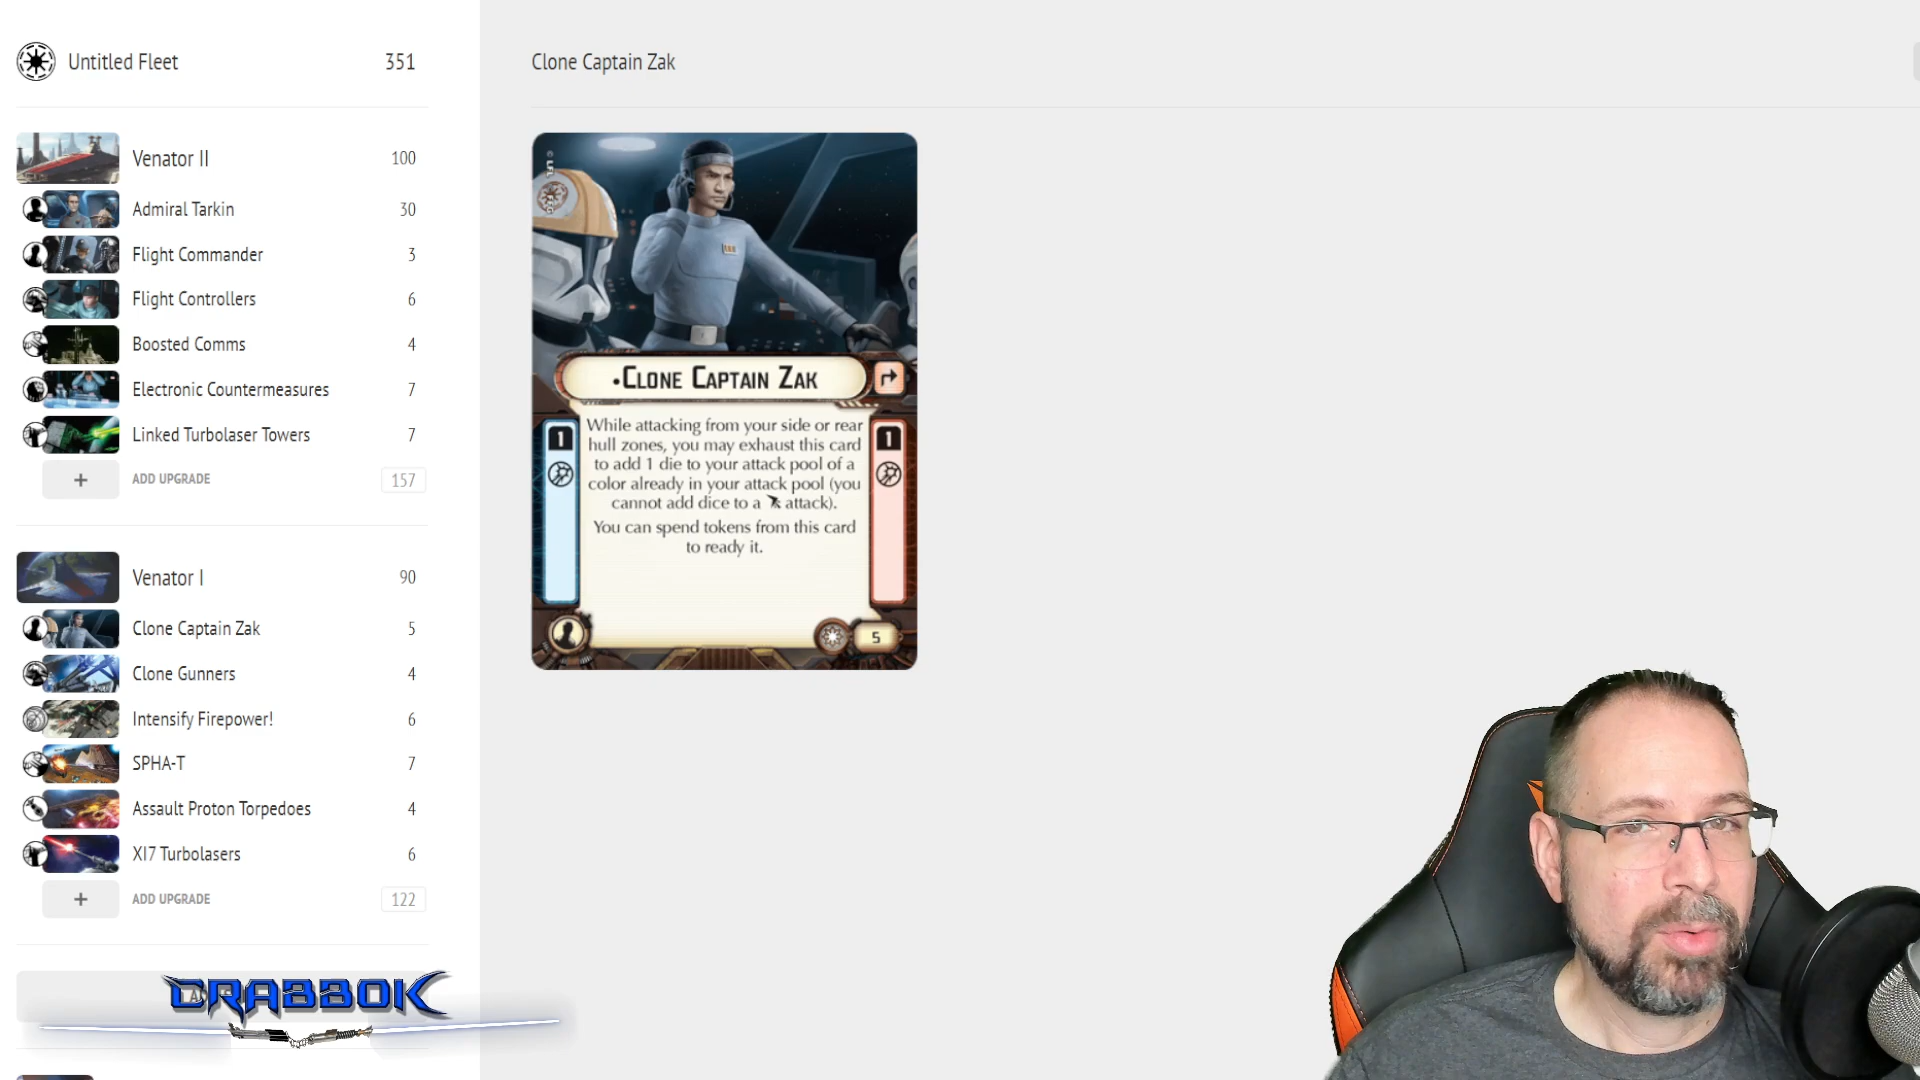 Untitled Fleet 351
Venator II 100
Admiral Tarkin 30
Flight Commander 3
Flight Controllers 6
Boosted Comms 4
Electronic Countermeasures 7
Linked Turbolaser Towers 7
+ ADD UPGRADE 157
Venator I 90
Clone Captain Zak 5
Clone Gunners 4
Intensify Firepower! 6
SPHA-T 7
Assault Proton Torpedoes 4
XI7 Turbolasers 6
+ ADD UPGRADE 122
CRABBOK
Clone Captain Zak
© LFL
•CLONE CAPTAIN ZAK
1
1
While attacking from your side or rear
hull zones, you may exhaust this card
to add 1 die to your attack pool of a
color already in your attack pool (you
cannot add dice to a attack).
You can spend tokens from this card
to ready it.
5